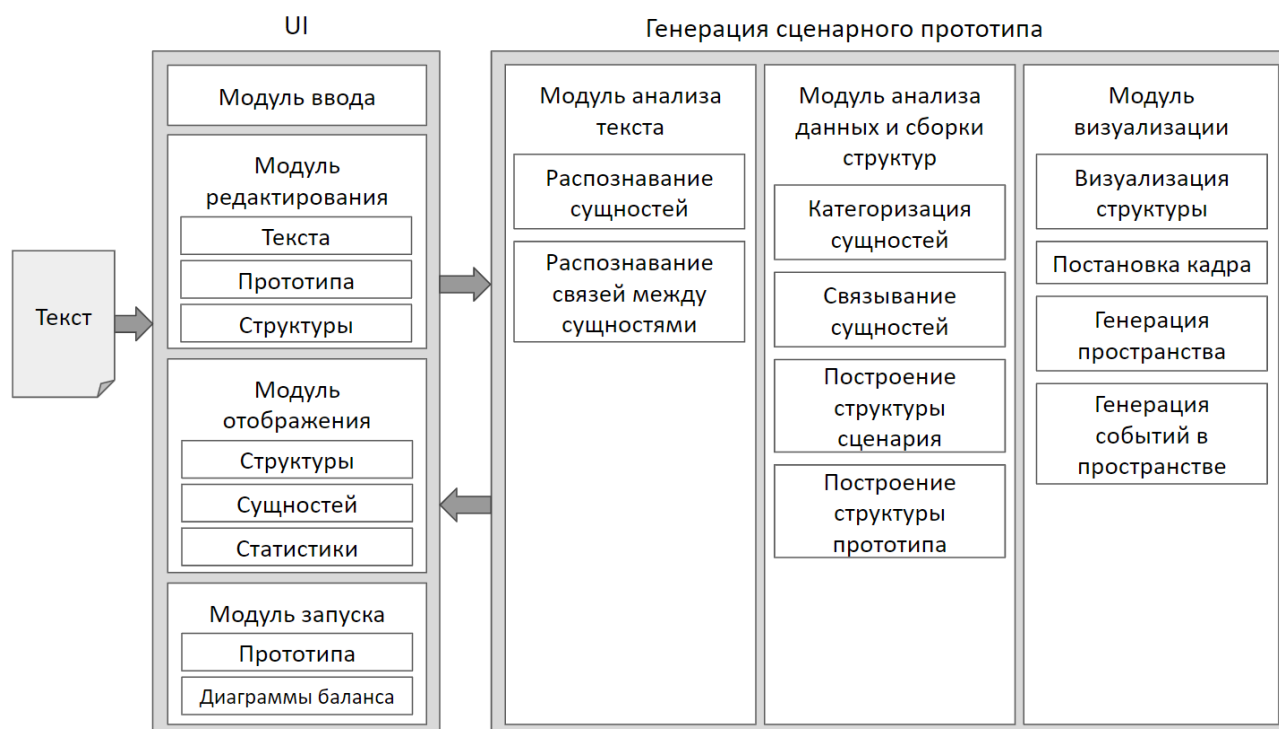 UI
Генерация сценарного прототипа
Текст
Модуль ввода
Модуль
редактирования
Текста
Прототипа
Структуры
Модуль
отображения
Структуры
Сущностей
Статистики
Модуль запуска
Прототипа
Диаграммы баланса
Модуль анализа
текста
Распознавание
сущностей
Распознавание
связей между
сущностями
Модуль анализа
данных и сборки
структур
Категоризация
сущностей
Связывание
сущностей
Построение
структуры
сценария
Построение
структуры
прототипа
Модуль
визуализации
Визуализация
структуры
Постановка кадра
Генерация
пространства
Генерация
событий в
пространстве